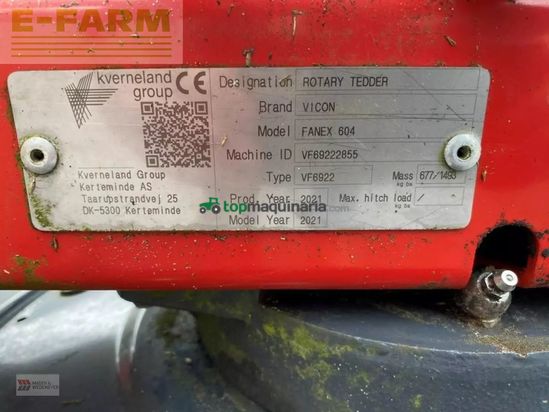 E-FARM
kverneland group CE
Designation ROTARY TEDDER
Brand VICON
Model FANEX 604
Machine ID VF69222855
Type VF6922 Mass kg 677/1493
Prod Year 2021 Max. hitch load kg /
Model Year 2021
Kverneland Group
Kerteminde AS
Taarupstrandvej 25
DK-5300 Kerteminde
topmaquinaria.com